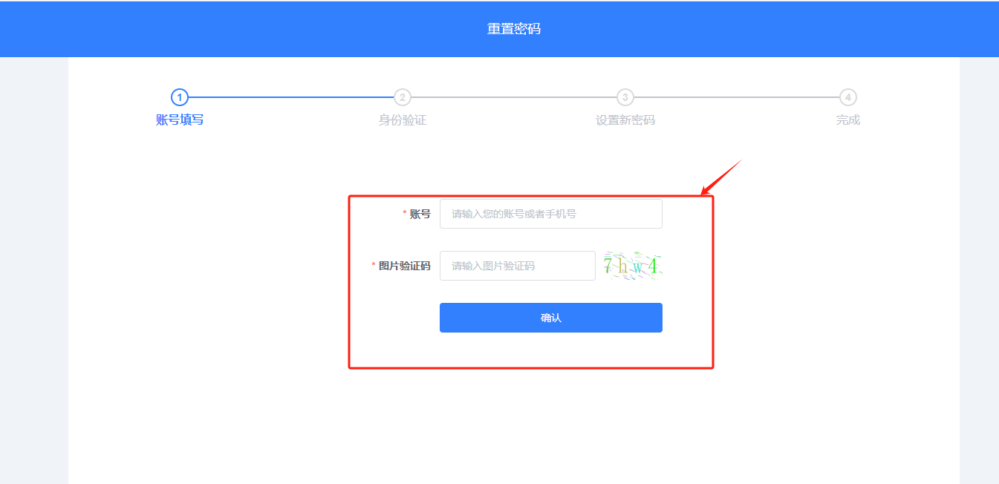 重置密码
1 2 3 4
账号填写 身份验证 设置新密码 完成
* 账号 请输入您的账号或者手机号
* 图片验证码 请输入图片验证码 7hw4
确认